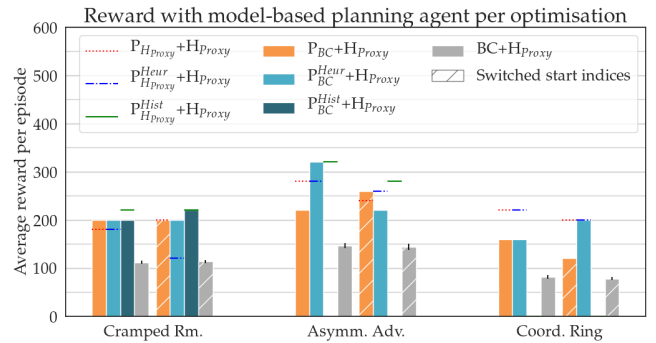 Reward with model-based planning agent per optimisation
Average reward per episode
600
500
400
300
200
100
0
P_{H_{Proxy}}+H_{Proxy}
P^{Heur}_{H_{Proxy}}+H_{Proxy}
P^{Hist}_{H_{Proxy}}+H_{Proxy}
P_{BC}+H_{Proxy}
P^{Heur}_{BC}+H_{Proxy}
P^{Hist}_{BC}+H_{Proxy}
BC+H_{Proxy}
Switched start indices
Cramped Rm.
Asymm. Adv.
Coord. Ring